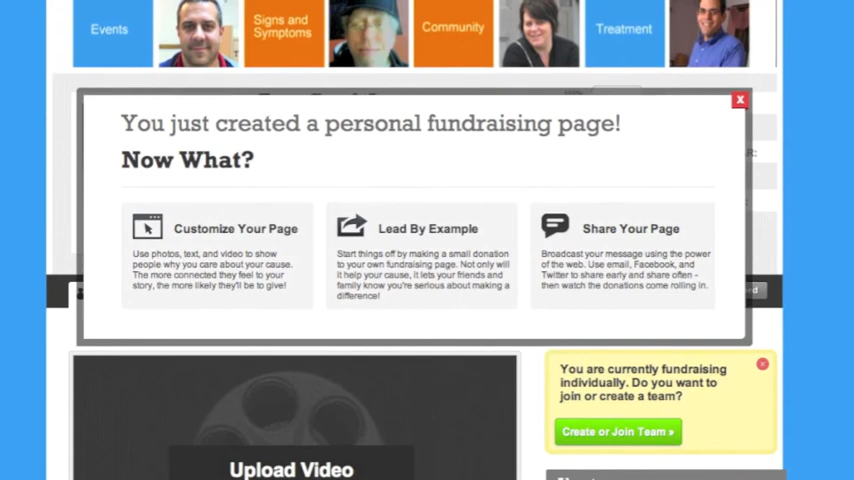 Events
Signs and
Symptoms
Community
Treatment
X
You just created a personal fundraising page!
Now What?
Customize Your Page
Use photos, text, and video to show
people why you care about your cause.
The more connected they feel to your
story, the more likely they'll be to give!
Lead By Example
Start things off by making a small donation
to your own fundraising page. Not only will
it help your cause, it lets your friends and
family know you're serious about making a
difference!
Share Your Page
Broadcast your message using the power
of the web. Use email, Facebook, and
Twitter to share early and share often -
then watch the donations come rolling in.
You are currently fundraising
individually. Do you want to
join or create a team?
Create or Join Team »
Upload Video